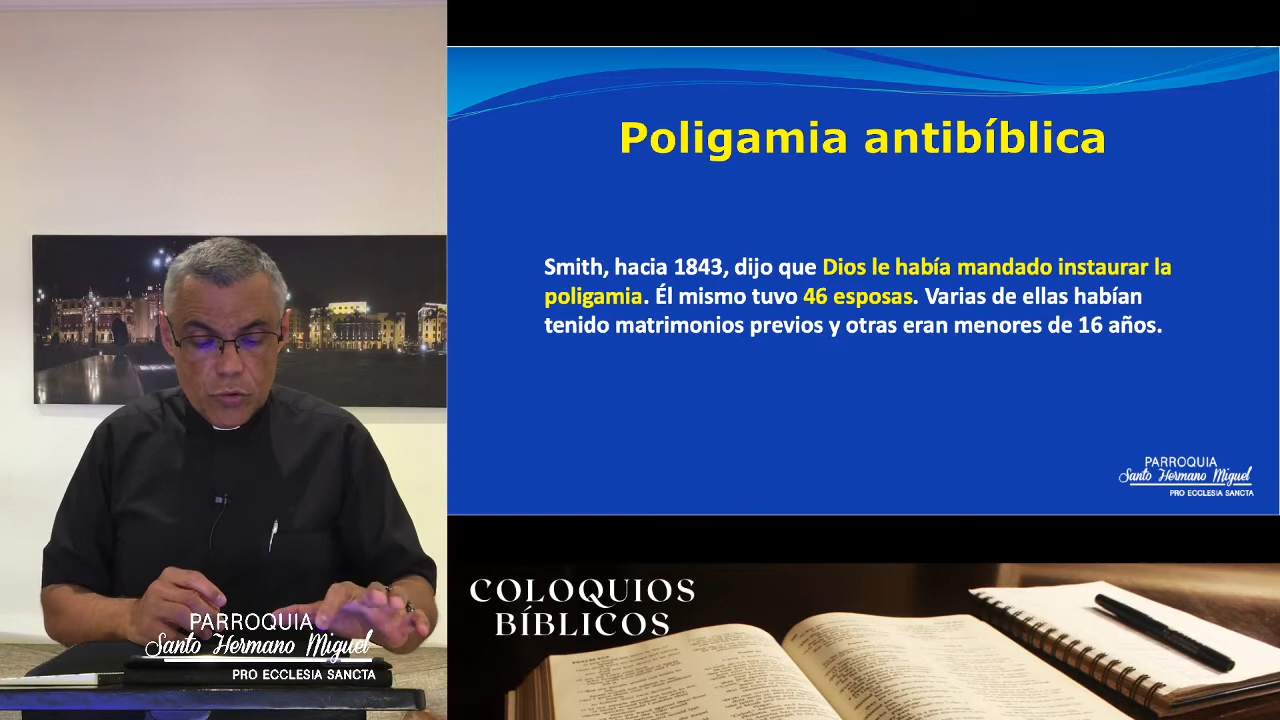 Poligamia antibíblica
Smith, hacia 1843, dijo que Dios le había mandado instaurar la
poligamia. Él mismo tuvo 46 esposas. Varias de ellas habían
tenido matrimonios previos y otras eran menores de 16 años.
PARROQUIA
Santo Hermano Miguel
PRO ECCLESIA SANCTA
PARROQUIA
Santo Hermano Miguel
PRO ECCLESIA SANCTA
COLOQUIOS
BÍBLICOS